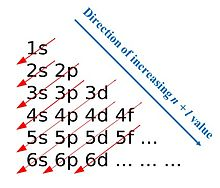 Direction of increasing n + l value
1s
2s 2p
3s 3p 3d
4s 4p 4d 4f
5s 5p 5d 5f ...
6s 6p 6d ... ... ...